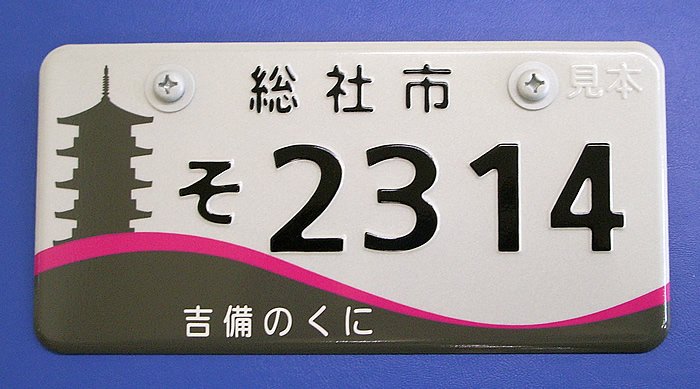 総社市 見本
そ 2314
吉備のくに